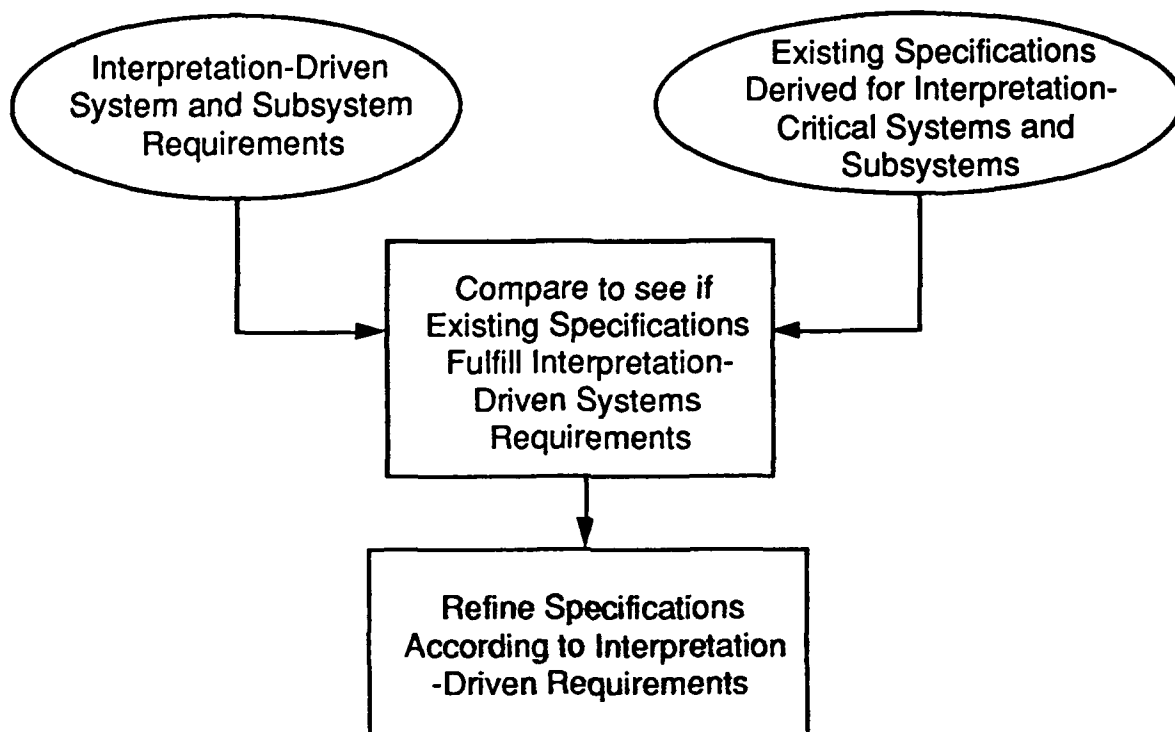 Interpretation-Driven
System and Subsystem
Requirements
Existing Specifications
Derived for Interpretation-
Critical Systems and
Subsystems
Compare to see if
Existing Specifications
Fulfill Interpretation-
Driven Systems
Requirements
Refine Specifications
According to Interpretation
-Driven Requirements